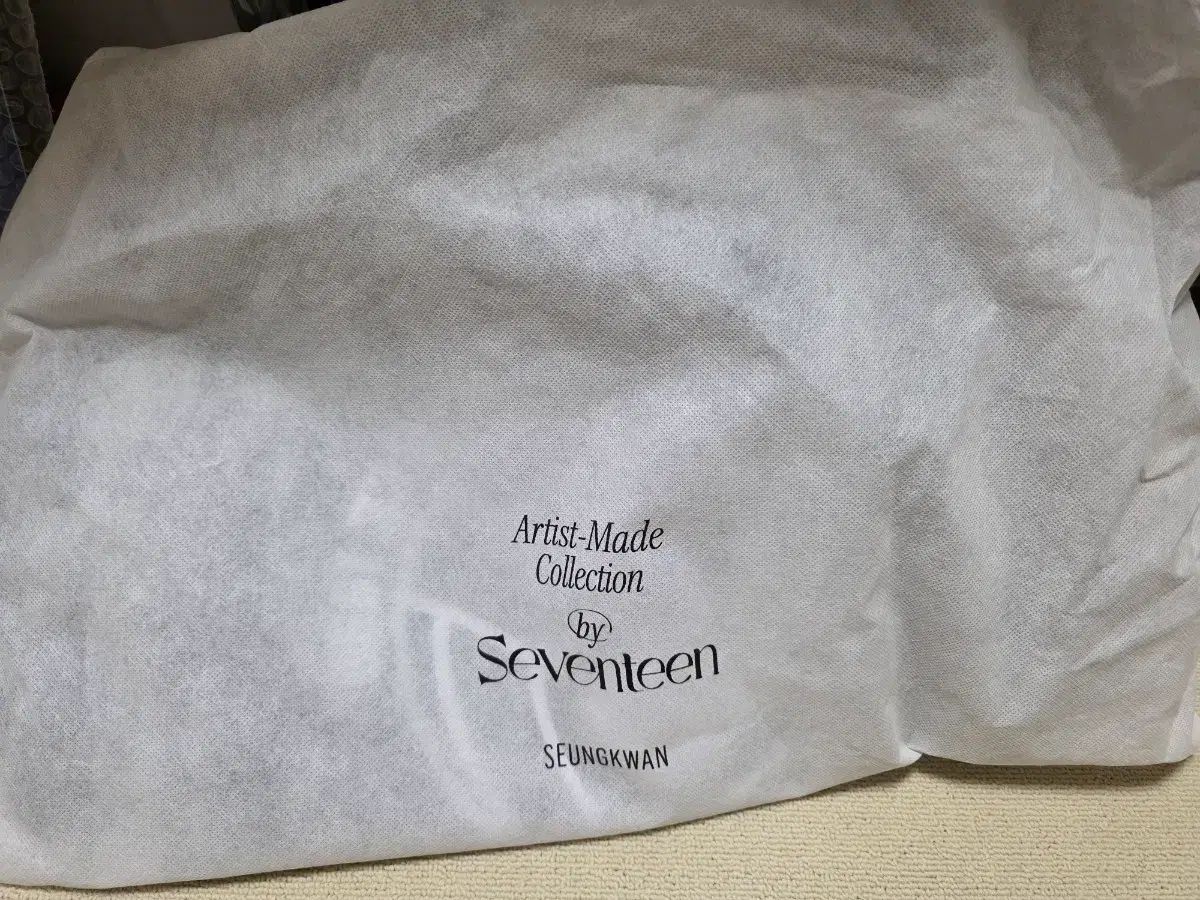 Artist-Made
Collection
by
Seventeen
SEUNGKWAN